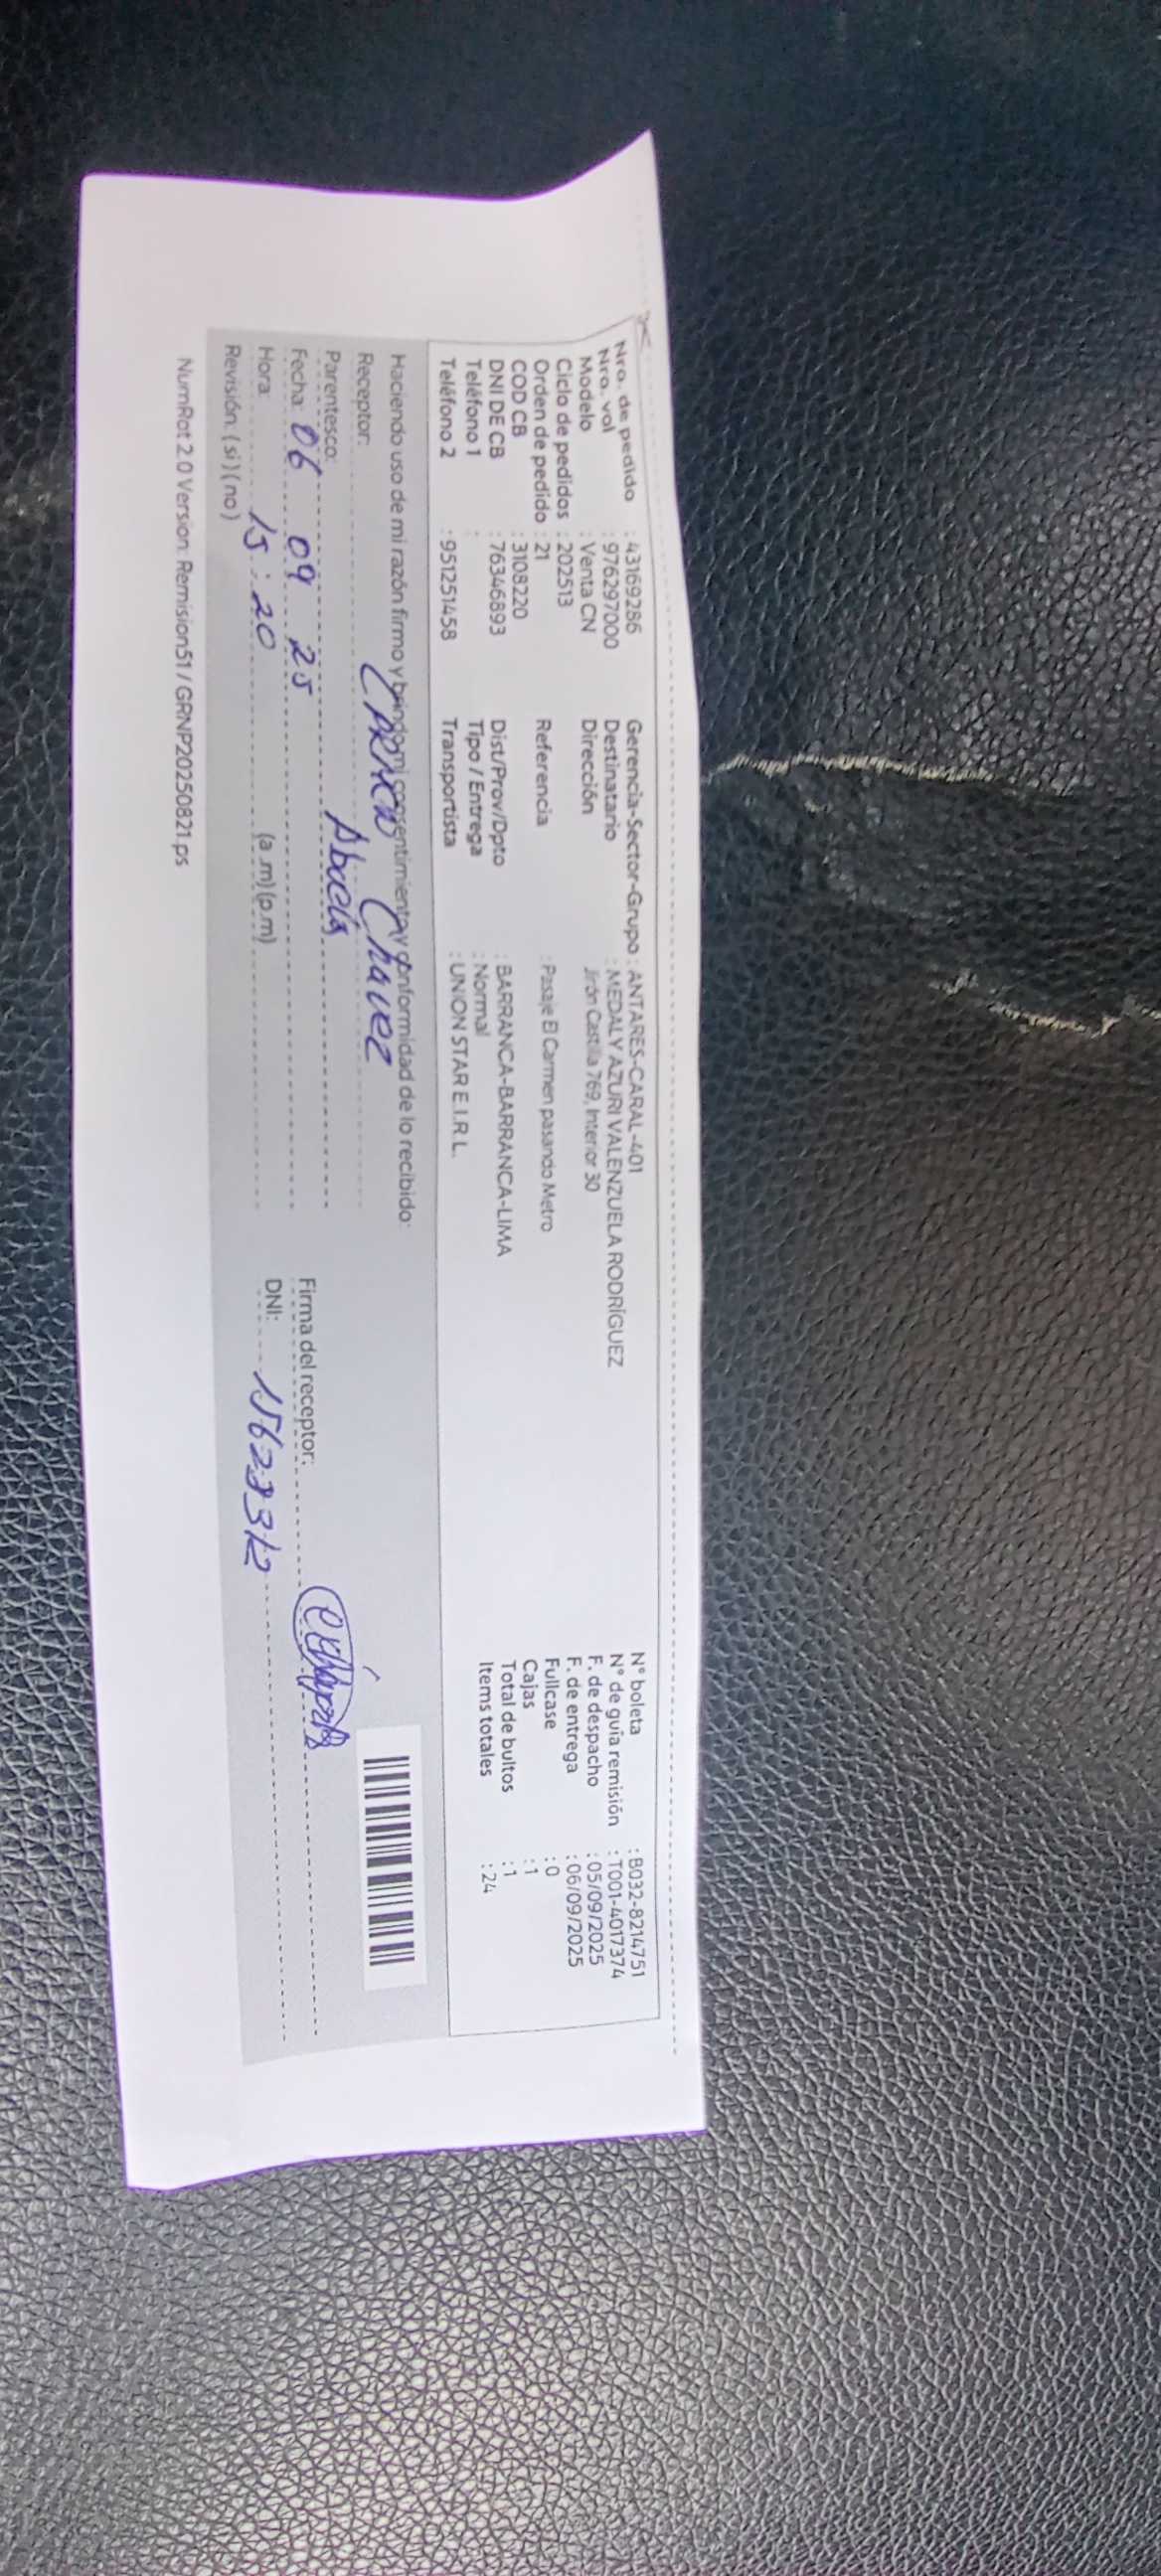 Nro. de pedido : 43169286
Nro. vol : 976297000
Modelo : Venta CN
Ciclo de pedidos : 202513
Orden de pedido : 21
COD CB : 3108220
DNI DE CB : 76346893
Teléfono 1 :
Teléfono 2 : 951251458
Gerencia-Sector-Grupo : ANTARES-CARAL-401
Destinatario : MEDALY AZURI VALENZUELA RODRÍGUEZ
Dirección : Jirón Castilla 769, Interior 30
Referencia : Pasaje El Carmen pasando Metro
Dist/Prov/Dpto : BARRANCA-BARRANCA-LIMA
Tipo / Entrega : Normal
Transportista : UNION STAR E.I.R.L.
N° boleta : B032-8214751
N° de guía remisión : T001-4017374
F. de despacho : 05/09/2025
F. de entrega : 06/09/2025
Fullcase : 0
Cajas : 1
Total de bultos : 1
Items totales : 24
Haciendo uso de mi razón firmo y brindo mi consentimiento y conformidad de lo recibido:
Receptor: Carmen Chavez
Parentesco: Abuela
Fecha: 06 09 25
Hora: 15:20 (a.m) (p.m)
Revisión: ( si ) ( no )
Firma del receptor:
DNI:
NumRot 2.0 Version: Remision51 / GRNP20250821.ps